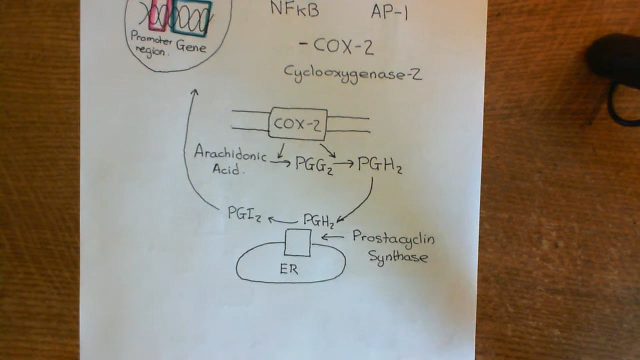 NFκB AP-1
Promoter Gene
region.
-COX-2
Cyclooxygenase-2
COX-2
Arachidonic
Acid.
PGG₂
PGH₂
PGI₂
PGH₂
Prostacyclin
Synthase
ER